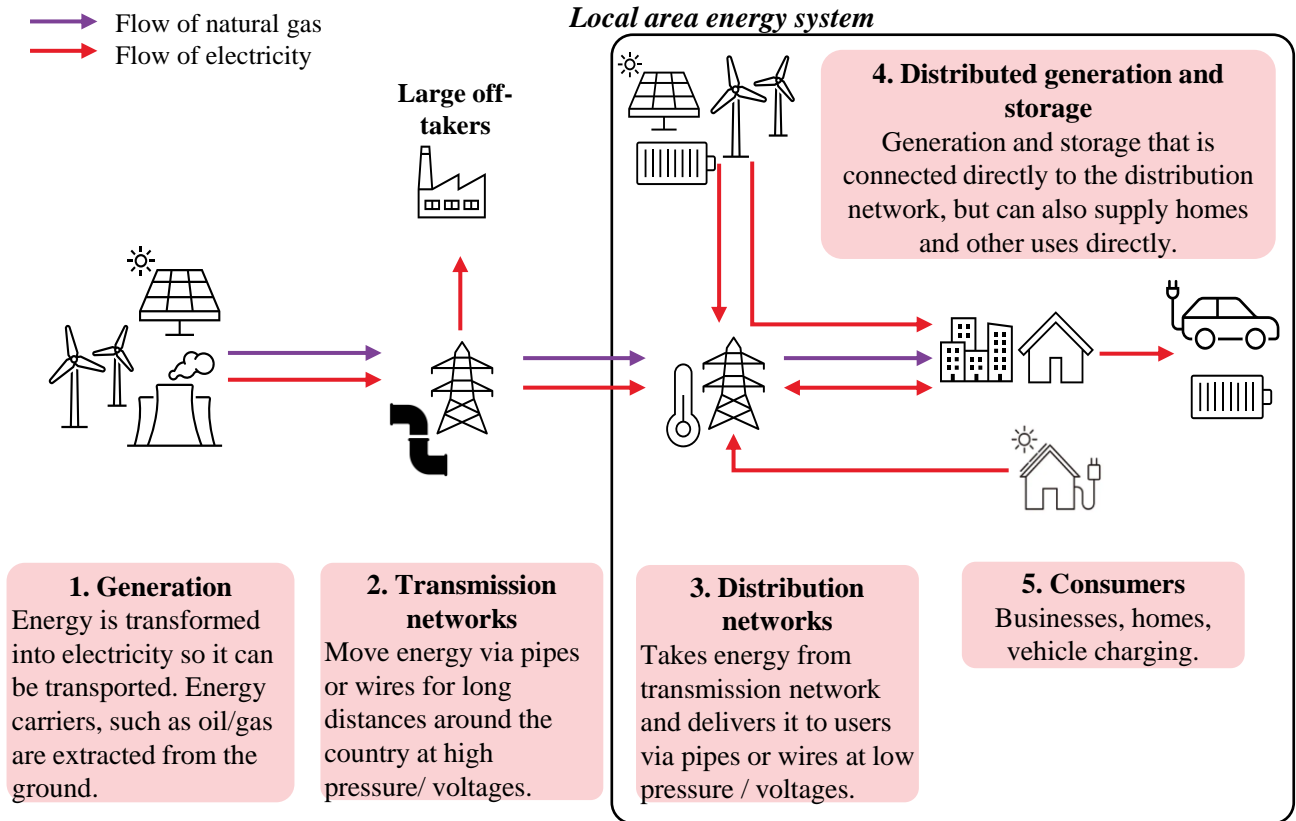 Local area energy system
Flow of natural gas
Flow of electricity
Large off-
takers
4. Distributed generation and
storage
Generation and storage that is
connected directly to the distribution
network, but can also supply homes
and other uses directly.
1. Generation
Energy is transformed
into electricity so it can
be transported. Energy
carriers, such as oil/gas
are extracted from the
ground.
2. Transmission
networks
Move energy via pipes
or wires for long
distances around the
country at high
pressure/ voltages.
3. Distribution
networks
Takes energy from
transmission network
and delivers it to users
via pipes or wires at low
pressure / voltages.
5. Consumers
Businesses, homes,
vehicle charging.